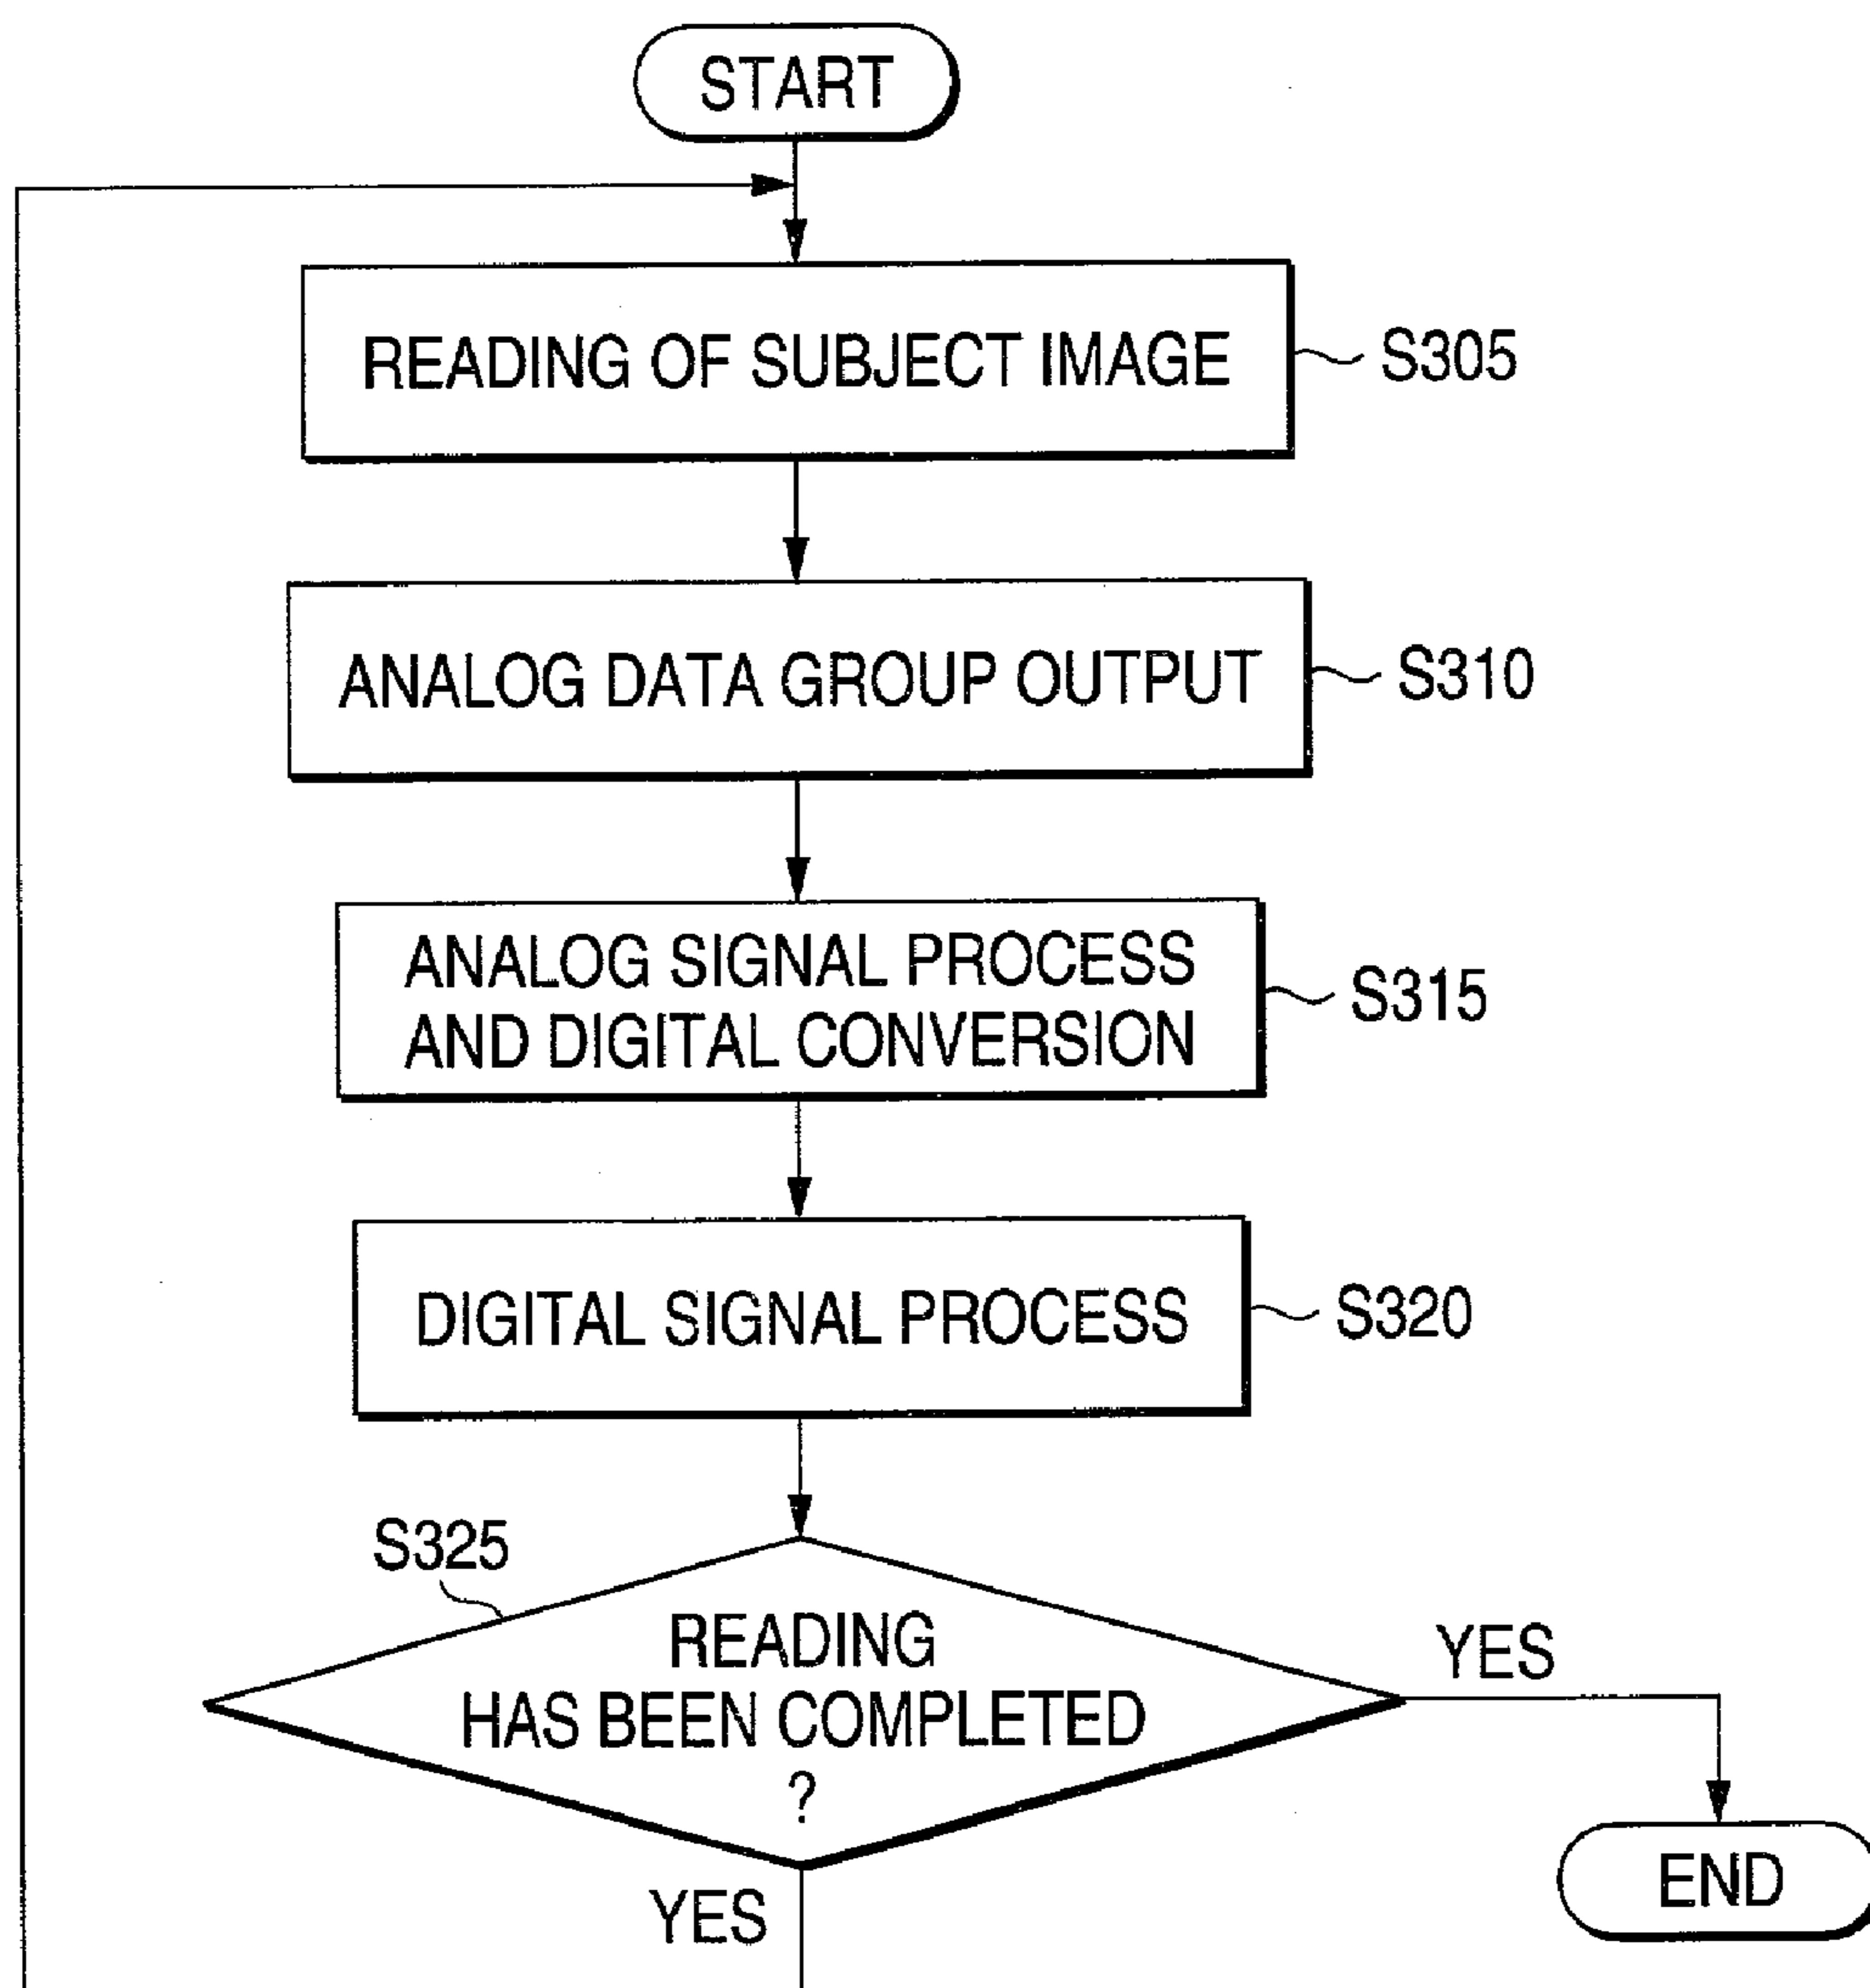 START
READING OF SUBJECT IMAGE
S305
ANALOG DATA GROUP OUTPUT
S310
ANALOG SIGNAL PROCESS
AND DIGITAL CONVERSION
S315
DIGITAL SIGNAL PROCESS
S320
S325
READING
HAS BEEN COMPLETED
?
YES
END
YES